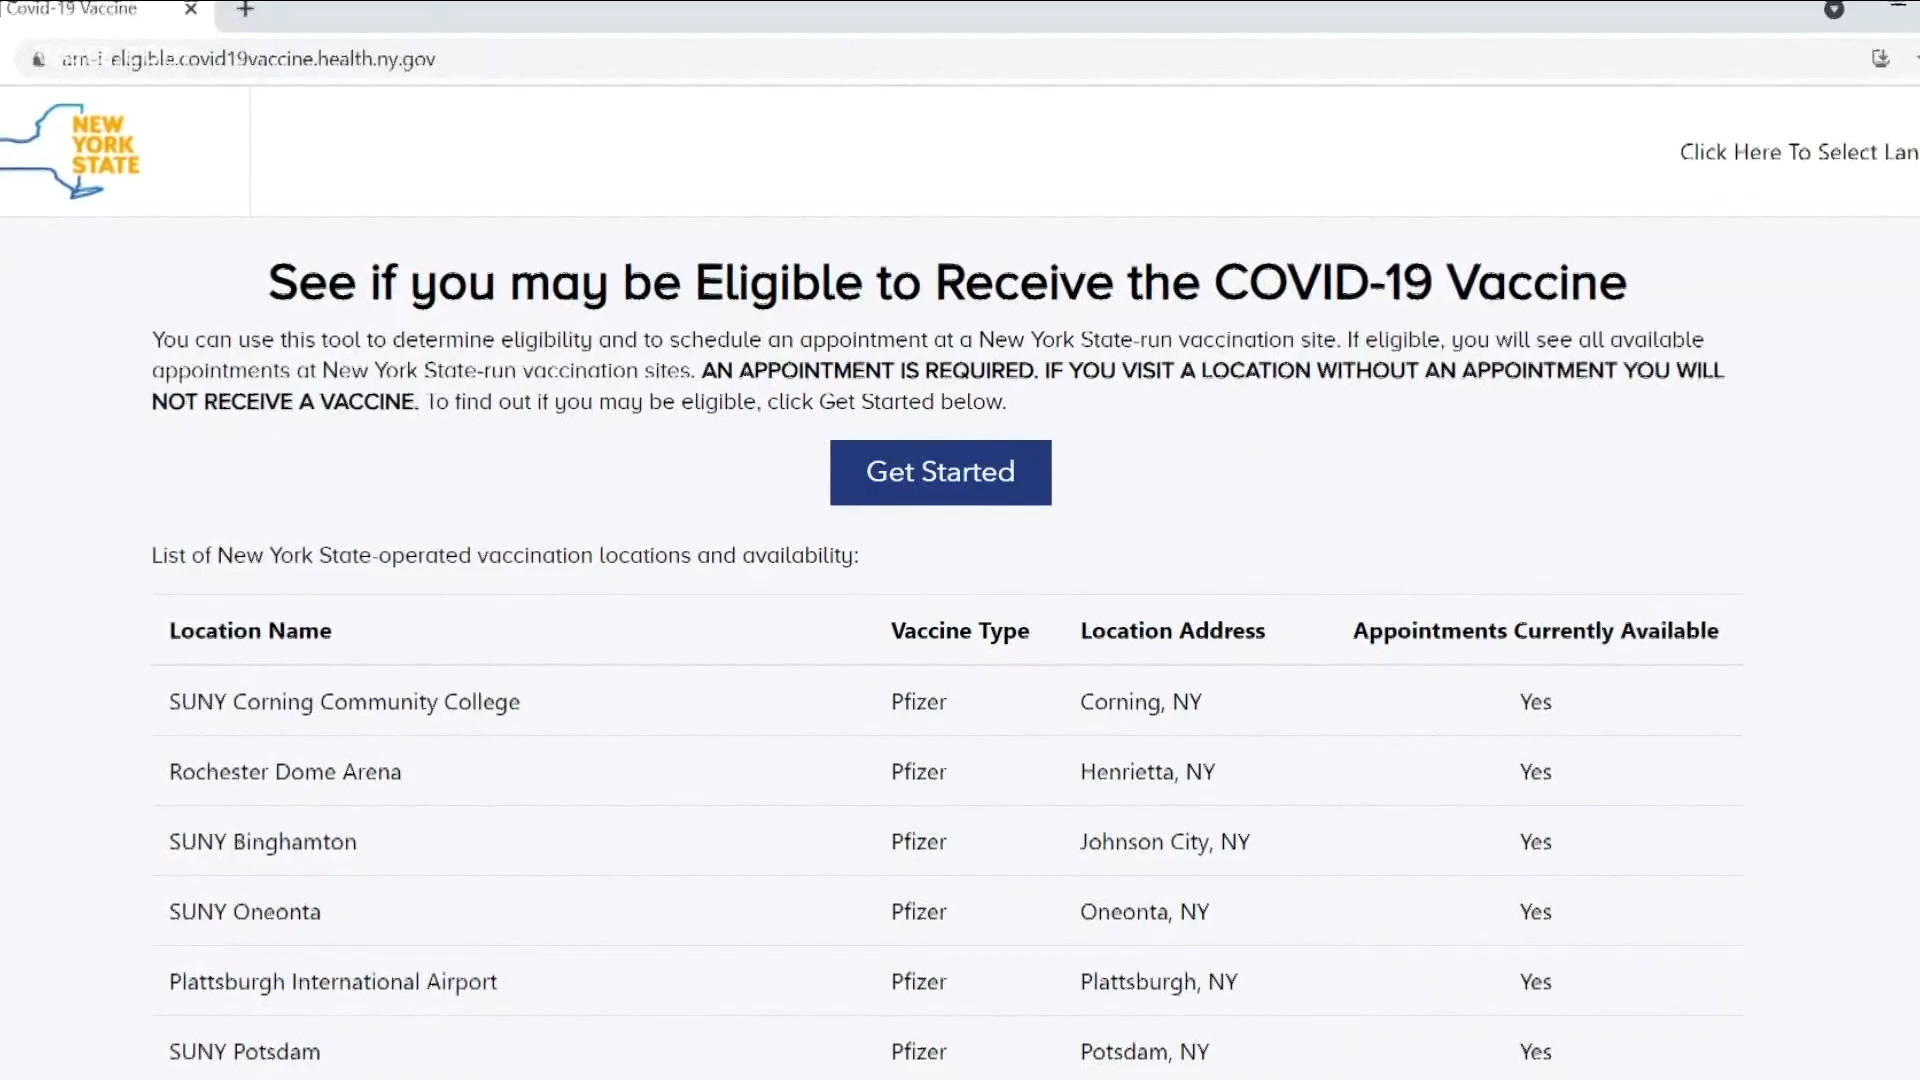 Covid-19 Vaccine
am-i-eligible.covid19vaccine.health.ny.gov
NEW
YORK
STATE
Click Here To Select Lan
See if you may be Eligible to Receive the COVID-19 Vaccine
You can use this tool to determine eligibility and to schedule an appointment at a New York State-run vaccination site. If eligible, you will see all available
appointments at New York State-run vaccination sites. AN APPOINTMENT IS REQUIRED. IF YOU VISIT A LOCATION WITHOUT AN APPOINTMENT YOU WILL
NOT RECEIVE A VACCINE. To find out if you may be eligible, click Get Started below.
Get Started
List of New York State-operated vaccination locations and availability:
Location Name Vaccine Type Location Address Appointments Currently Available
SUNY Corning Community College Pfizer Corning, NY Yes
Rochester Dome Arena Pfizer Henrietta, NY Yes
SUNY Binghamton Pfizer Johnson City, NY Yes
SUNY Oneonta Pfizer Oneonta, NY Yes
Plattsburgh International Airport Pfizer Plattsburgh, NY Yes
SUNY Potsdam Pfizer Potsdam, NY Yes